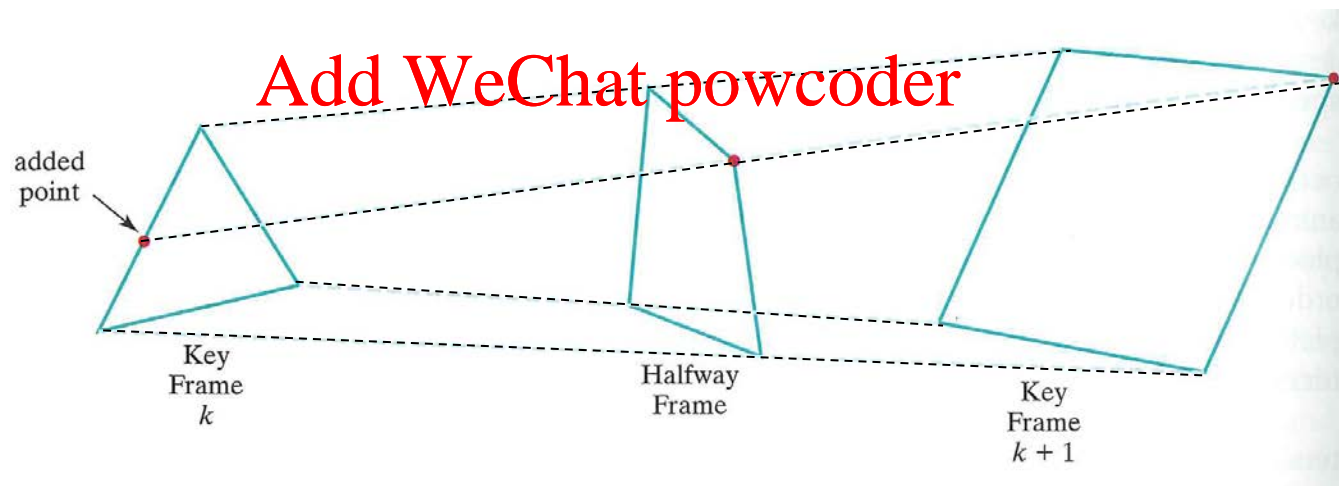 Add WeChat powcoder
added
point
Key
Frame
k
Halfway
Frame
Key
Frame
k + 1